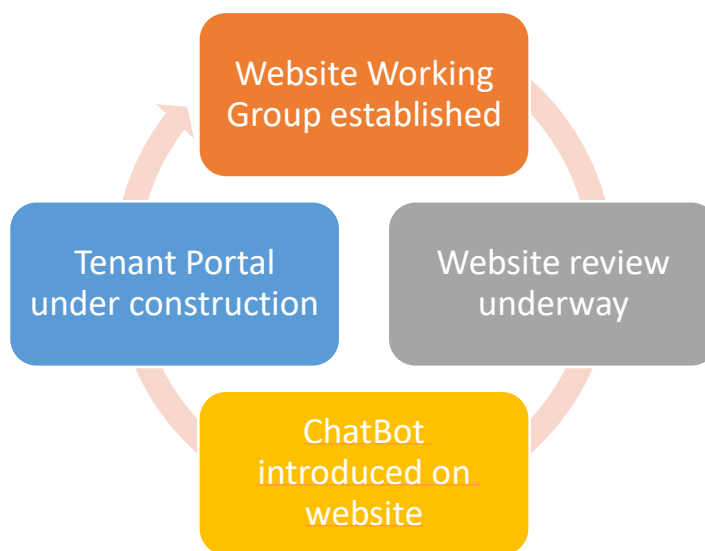 Website Working
Group established
Website review
underway
ChatBot
introduced on
website
Tenant Portal
under construction